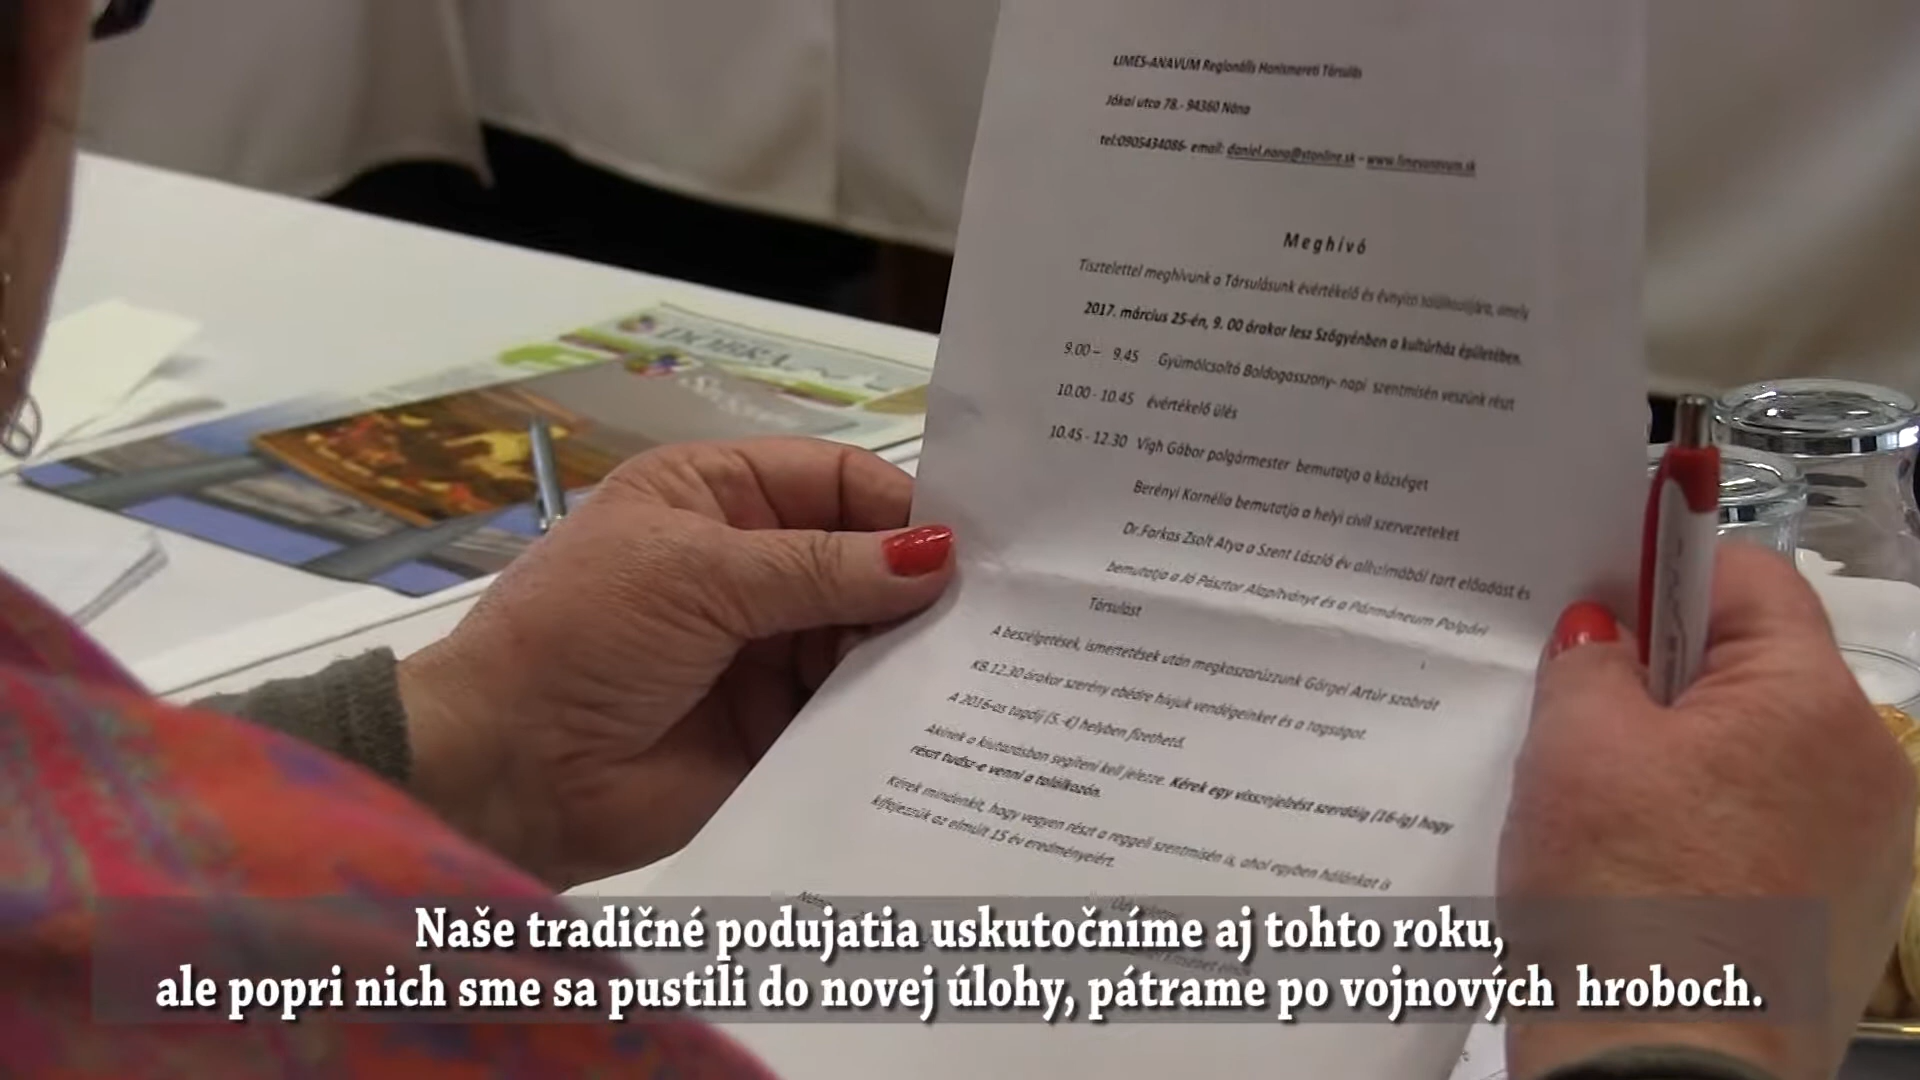 LIMES-ANAVUM Regionális Honismereti Társulás
Jókai utca 78.- 94360 Nána
tel:0905434086- email: daniel.nana@stonline.sk – www.limesanavum.sk
Meghívó
Tisztelettel meghívunk a Társulásunk évértékelő és évnyitó találkozójára, amely
2017. március 25-én, 9. 00 órakor lesz Szőgyénben a kultúrház épületében.
9.00 – 9.45 Gyümölcsoltó Boldogasszony- napi szentmisén veszünk részt
10.00 - 10.45 évértékelő ülés
10.45 - 12.30 Vígh Gábor polgármester bemutatja a községet
Berényi Kornélia bemutatja a helyi civil szervezeteket
Dr.Farkas Zsolt Atya a Szent László év alkalmából tart előadást és
bemutatja a Jó Pásztor Alapítványt és a Pázmáneum Polgári
Társulást
A beszélgetések, ismertetések után megkoszorúzzunk Görgei Artúr szobrát
KB.12.30 órakor szerény ebédre hívjuk vendégeinket és a tagságot.
A 2016-os tagdíj (5.-€) helyben fizethető.
Akinek a kiutazásban segíteni kell jelezze. Kérek egy visszajelzést szerdáig (16-ig) hogy
részt tudsz-e venni a találkozón.
Kérek mindenkit, hogy vegyen részt a reggeli szentmisén is, ahol egyben hálánkat is
kifejezzük az elmúlt 15 év eredményeiért.
Naše tradičné podujatia uskutočníme aj tohto roku,
ale popri nich sme sa pustili do novej úlohy, pátrame po vojnových hroboch.